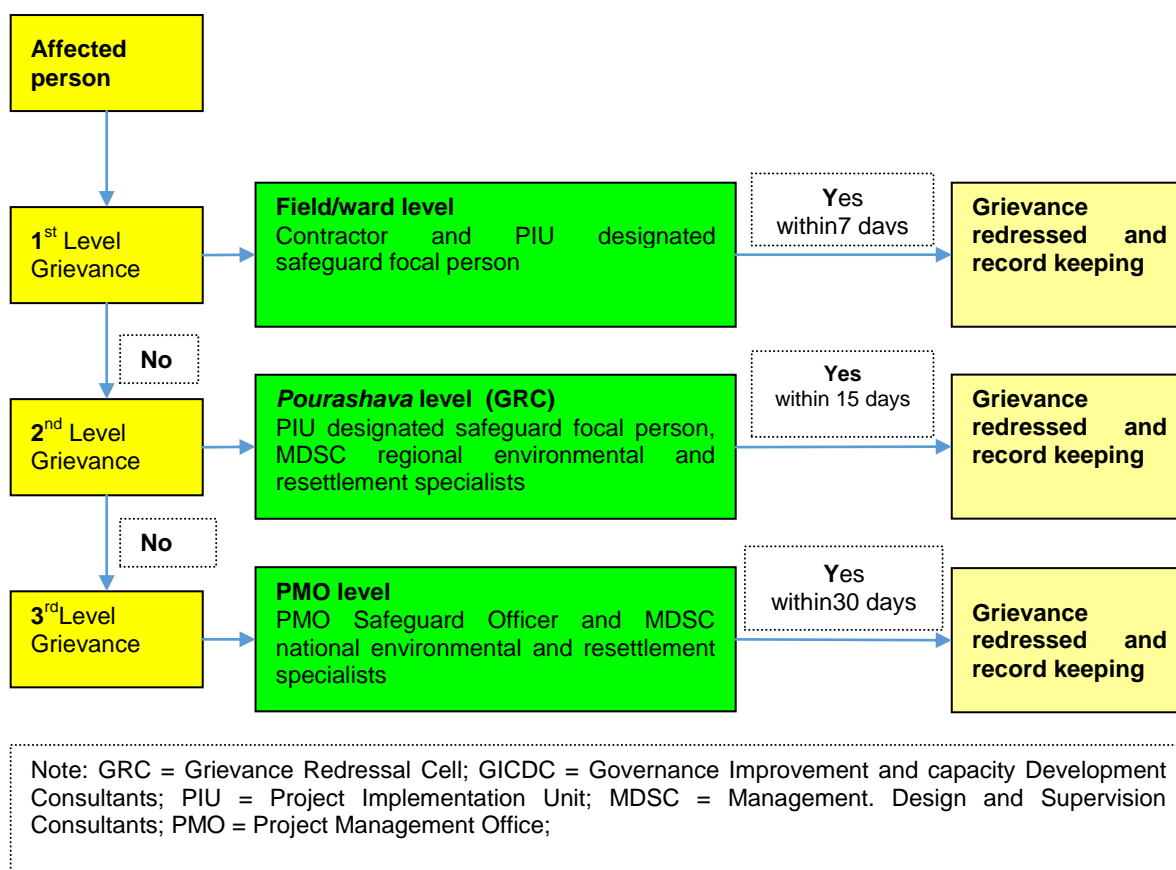 Affected
person
1st Level
Grievance
Field/ward level
Contractor and PIU designated
safeguard focal person
Yes
within7 days
Grievance
redressed and
record keeping
No
2nd Level
Grievance
Pourashava level (GRC)
PIU designated safeguard focal person,
MDSC regional environmental and
resettlement specialists
Yes
within 15 days
Grievance
redressed and
record keeping
No
3rdLevel
Grievance
PMO level
PMO Safeguard Officer and MDSC
national environmental and resettlement
specialists
Yes
within30 days
Grievance
redressed and
record keeping
Note: GRC = Grievance Redressal Cell; GICDC = Governance Improvement and capacity Development
Consultants; PIU = Project Implementation Unit; MDSC = Management. Design and Supervision
Consultants; PMO = Project Management Office;